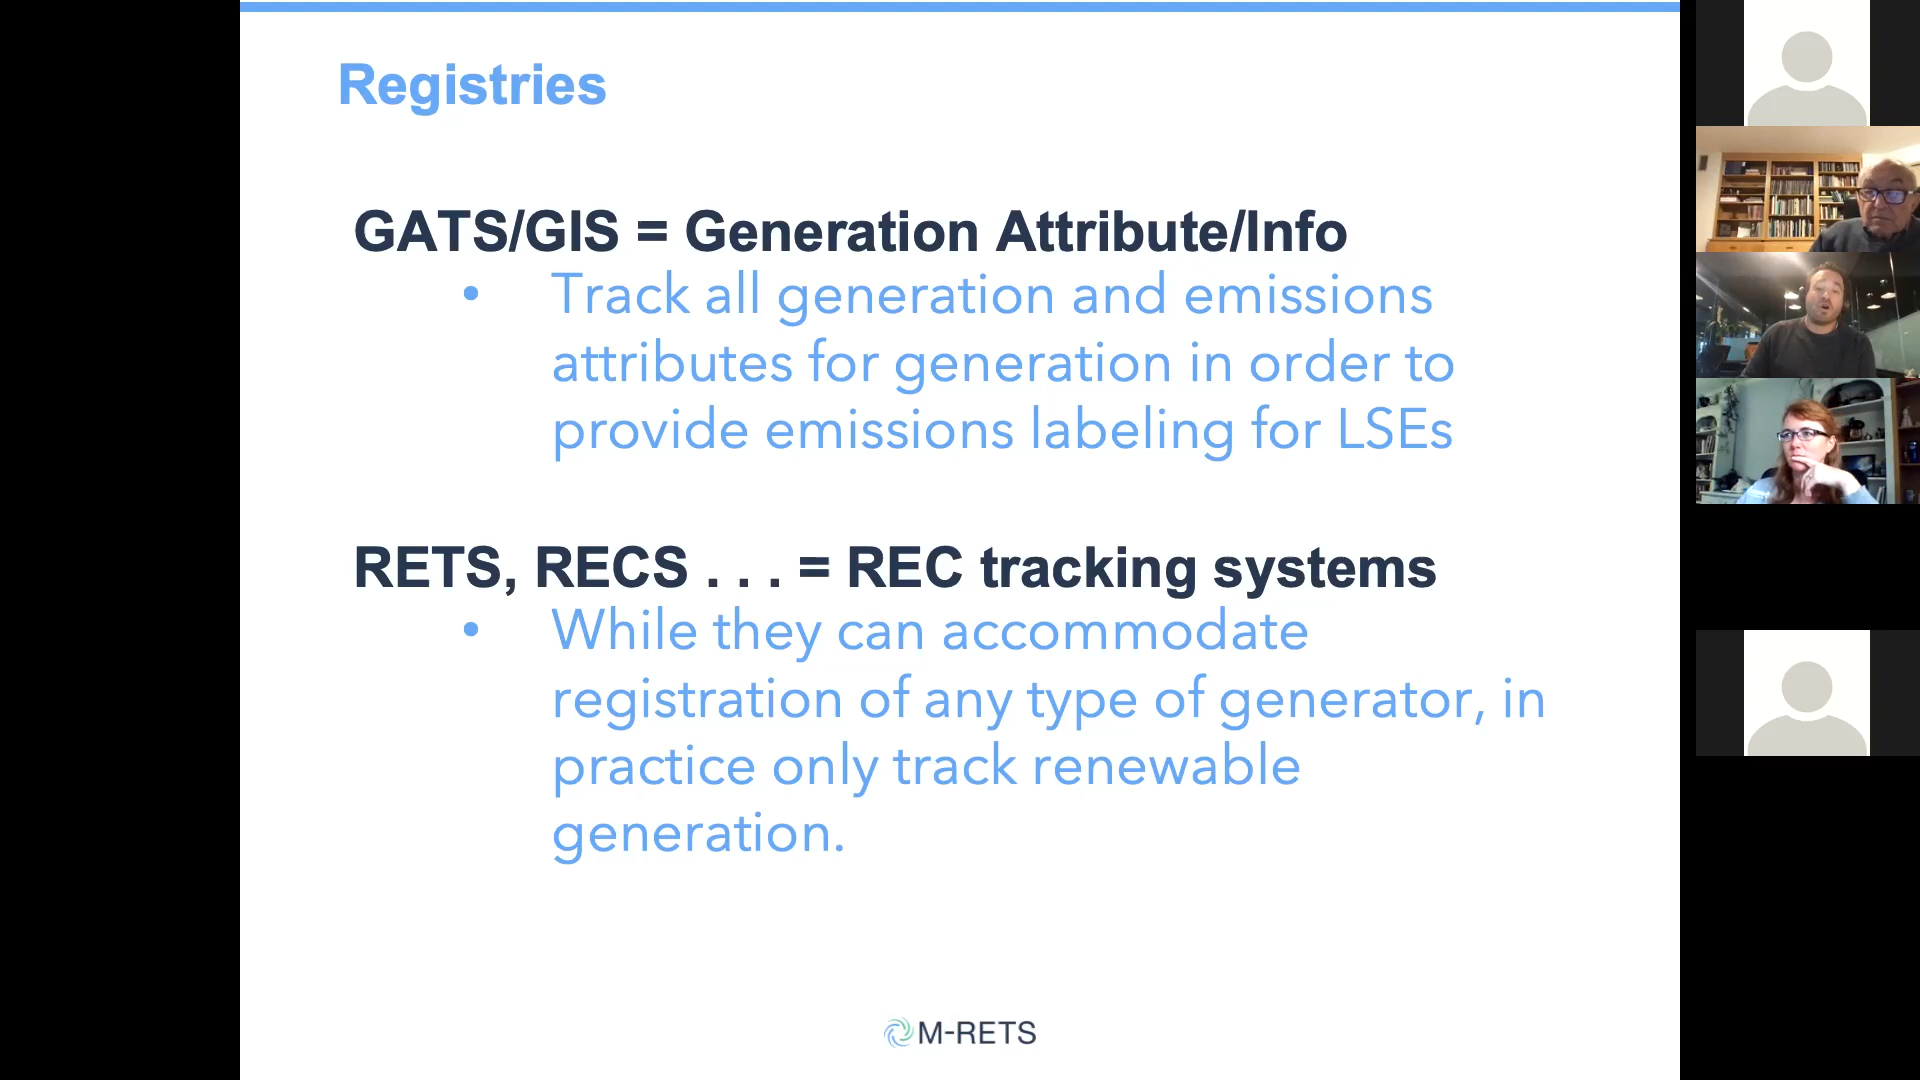 Registries
GATS/GIS = Generation Attribute/Info
• Track all generation and emissions
attributes for generation in order to
provide emissions labeling for LSEs
RETS, RECS . . . = REC tracking systems
• While they can accommodate
registration of any type of generator, in
practice only track renewable
generation.
M-RETS